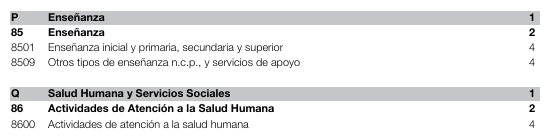 P Enseñanza 1
85 Enseñanza 2
8501 Enseñanza inicial y primaria, secundaria y superior 4
8509 Otros tipos de enseñanza n.c.p., y servicios de apoyo 4
Q Salud Humana y Servicios Sociales 1
86 Actividades de Atención a la Salud Humana 2
8600 Actividades de atención a la salud humana 4